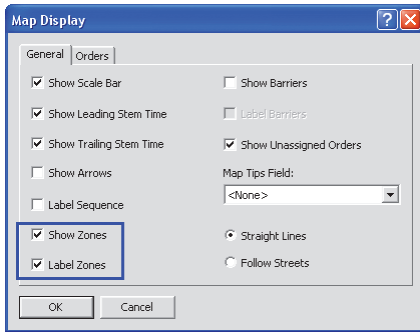 Map Display
General Orders
Show Scale Bar
Show Barriers
Show Leading Stem Time
Label Barriers
Show Trailing Stem Time
Show Unassigned Orders
Show Arrows
Map Tips Field:
<None>
Label Sequence
Show Zones
Straight Lines
Label Zones
Follow Streets
OK Cancel